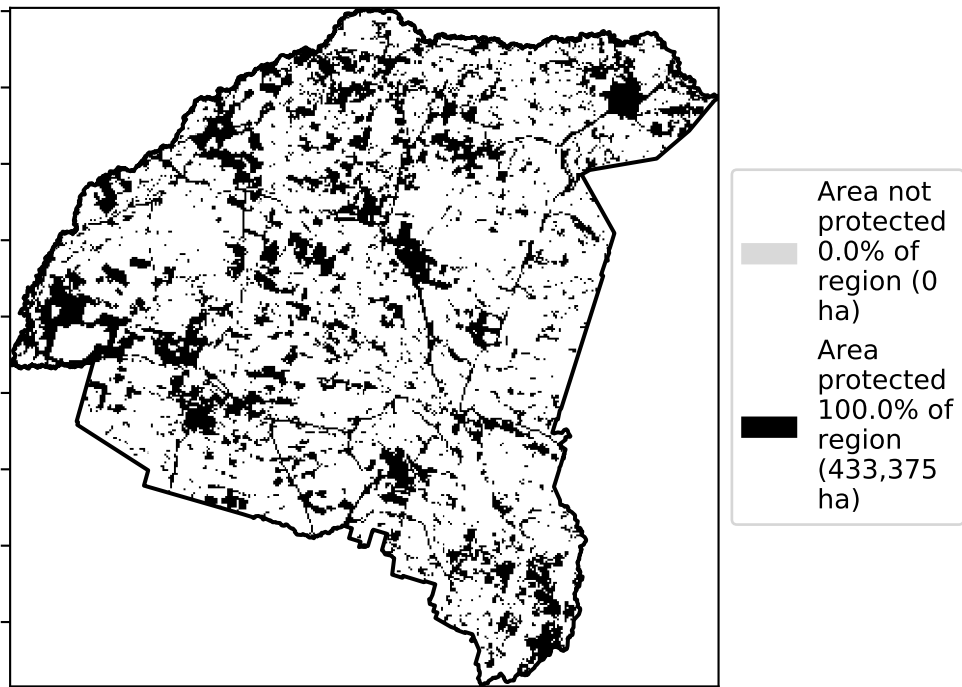 Area not
protected
0.0% of
region (0
ha)
Area
protected
100.0% of
region
(433,375
ha)